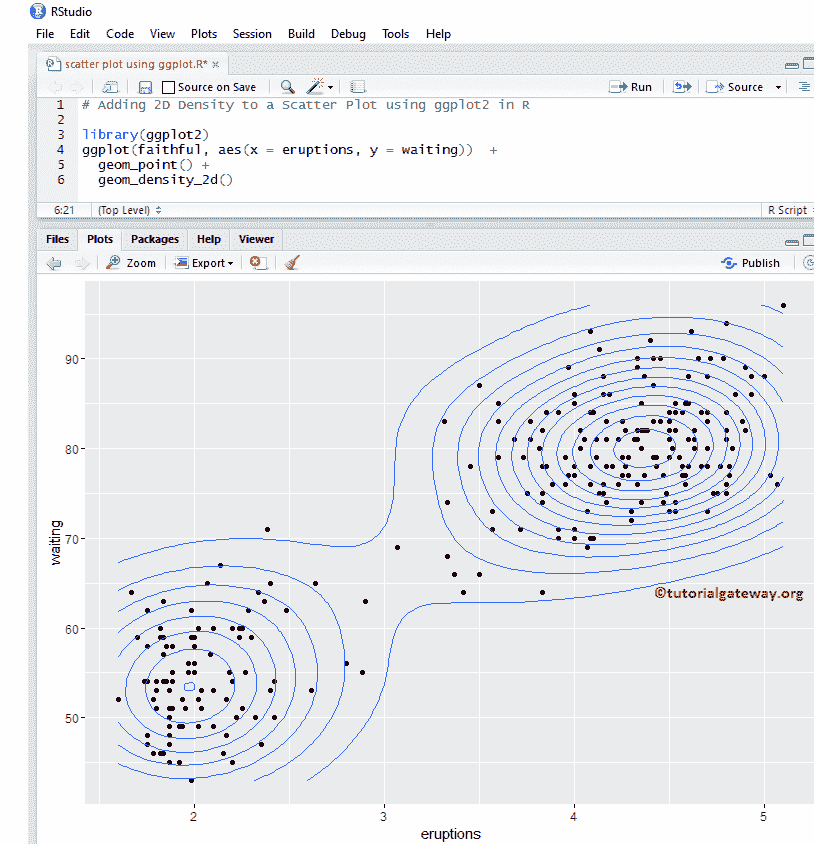 RStudio
File Edit Code View Plots Session Build Debug Tools Help
scatter plot using ggplot.R* ×
Source on Save Run Source
1 # Adding 2D Density to a Scatter Plot using ggplot2 in R
2
3 library(ggplot2)
4 ggplot(faithful, aes(x = eruptions, y = waiting)) +
5 geom_point() +
6 geom_density_2d()
6:21 (Top Level) R Script
Files Plots Packages Help Viewer
Zoom Export Publish
90
80
70
60
50
waiting
©tutorialgateway.org
2 3 4 5
eruptions